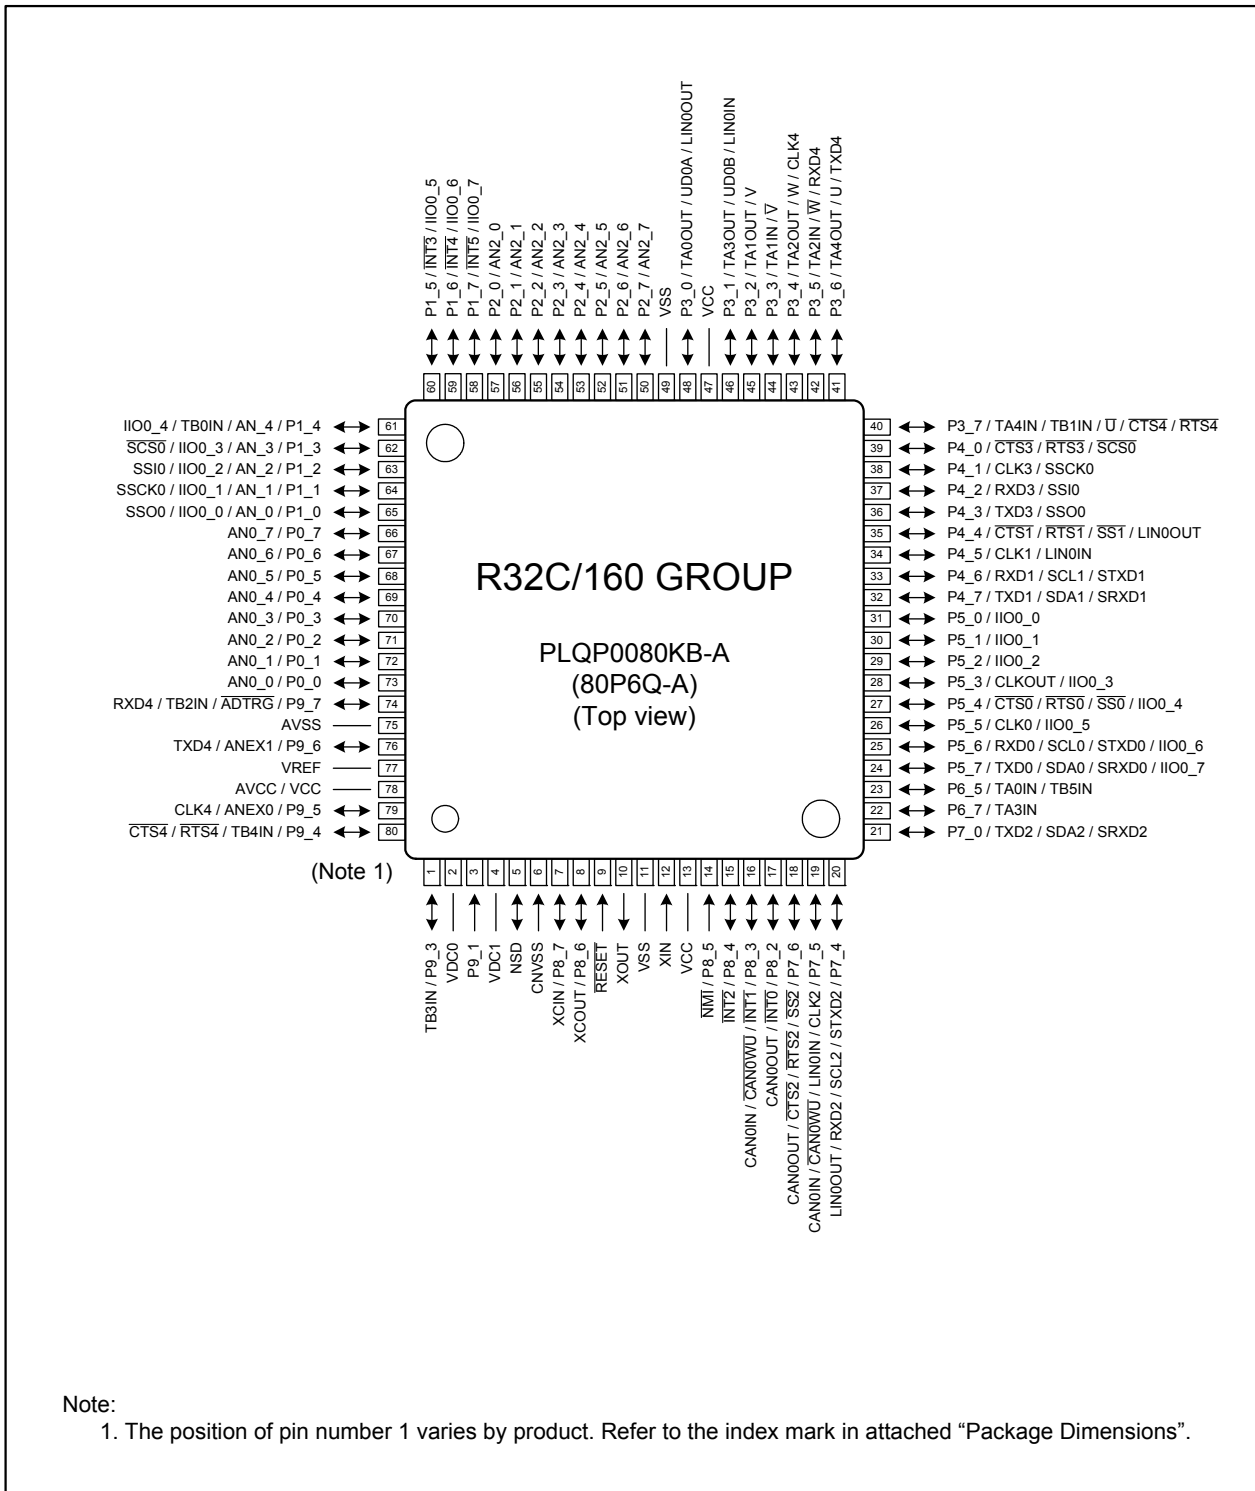 P1_5 / INT3 / IIO0_5
P1_6 / INT4 / IIO0_6
P1_7 / INT5 / IIO0_7
P2_0 / AN2_0
P2_1 / AN2_1
P2_2 / AN2_2
P2_3 / AN2_3
P2_4 / AN2_4
P2_5 / AN2_5
P2_6 / AN2_6
P2_7 / AN2_7
VSS
P3_0 / TA0OUT / UD0A / LIN0OUT
VCC
P3_1 / TA3OUT / UD0B / LIN0IN
P3_2 / TA1OUT / V
P3_3 / TA1IN / V̅
P3_4 / TA2OUT / W / CLK4
P3_5 / TA2IN / W̅ / RXD4
P3_6 / TA4OUT / U / TXD4
60 59 58 57 56 55 54 53 52 51 50 49 48 47 46 45 44 43 42 41
IIO0_4 / TB0IN / AN_4 / P1_4 61
SCS0 / IIO0_3 / AN_3 / P1_3 62
SSI0 / IIO0_2 / AN_2 / P1_2 63
SSCK0 / IIO0_1 / AN_1 / P1_1 64
SSO0 / IIO0_0 / AN_0 / P1_0 65
AN0_7 / P0_7 66
AN0_6 / P0_6 67
AN0_5 / P0_5 68
AN0_4 / P0_4 69
AN0_3 / P0_3 70
AN0_2 / P0_2 71
AN0_1 / P0_1 72
AN0_0 / P0_0 73
RXD4 / TB2IN / ADTRG / P9_7 74
AVSS 75
TXD4 / ANEX1 / P9_6 76
VREF 77
AVCC / VCC 78
CLK4 / ANEX0 / P9_5 79
CTS4 / RTS4 / TB4IN / P9_4 80
R32C/160 GROUP
PLQP0080KB-A
(80P6Q-A)
(Top view)
40 P3_7 / TA4IN / TB1IN / U̅ / CTS4 / RTS4
39 P4_0 / CTS3 / RTS3 / SCS0
38 P4_1 / CLK3 / SSCK0
37 P4_2 / RXD3 / SSI0
36 P4_3 / TXD3 / SSO0
35 P4_4 / CTS1 / RTS1 / SS1 / LIN0OUT
34 P4_5 / CLK1 / LIN0IN
33 P4_6 / RXD1 / SCL1 / STXD1
32 P4_7 / TXD1 / SDA1 / SRXD1
31 P5_0 / IIO0_0
30 P5_1 / IIO0_1
29 P5_2 / IIO0_2
28 P5_3 / CLKOUT / IIO0_3
27 P5_4 / CTS0 / RTS0 / SS0 / IIO0_4
26 P5_5 / CLK0 / IIO0_5
25 P5_6 / RXD0 / SCL0 / STXD0 / IIO0_6
24 P5_7 / TXD0 / SDA0 / SRXD0 / IIO0_7
23 P6_5 / TA0IN / TB5IN
22 P6_7 / TA3IN
21 P7_0 / TXD2 / SDA2 / SRXD2
(Note 1)
1 2 3 4 5 6 7 8 9 10 11 12 13 14 15 16 17 18 19 20
TB3IN / P9_3
VDC0
P9_1
VDC1
NSD
CNVSS
XCIN / P8_7
XCOUT / P8_6
RESET
XOUT
VSS
XIN
VCC
NMI / P8_5
INT2 / P8_4
CAN0IN / CAN0WU / INT1 / P8_3
CAN0OUT / INT0 / P8_2
CAN0OUT / CTS2 / RTS2 / SS2 / P7_6
CAN0IN / CAN0WU / LIN0IN / CLK2 / P7_5
LIN0OUT / RXD2 / SCL2 / STXD2 / P7_4
Note:
1. The position of pin number 1 varies by product. Refer to the index mark in attached “Package Dimensions”.